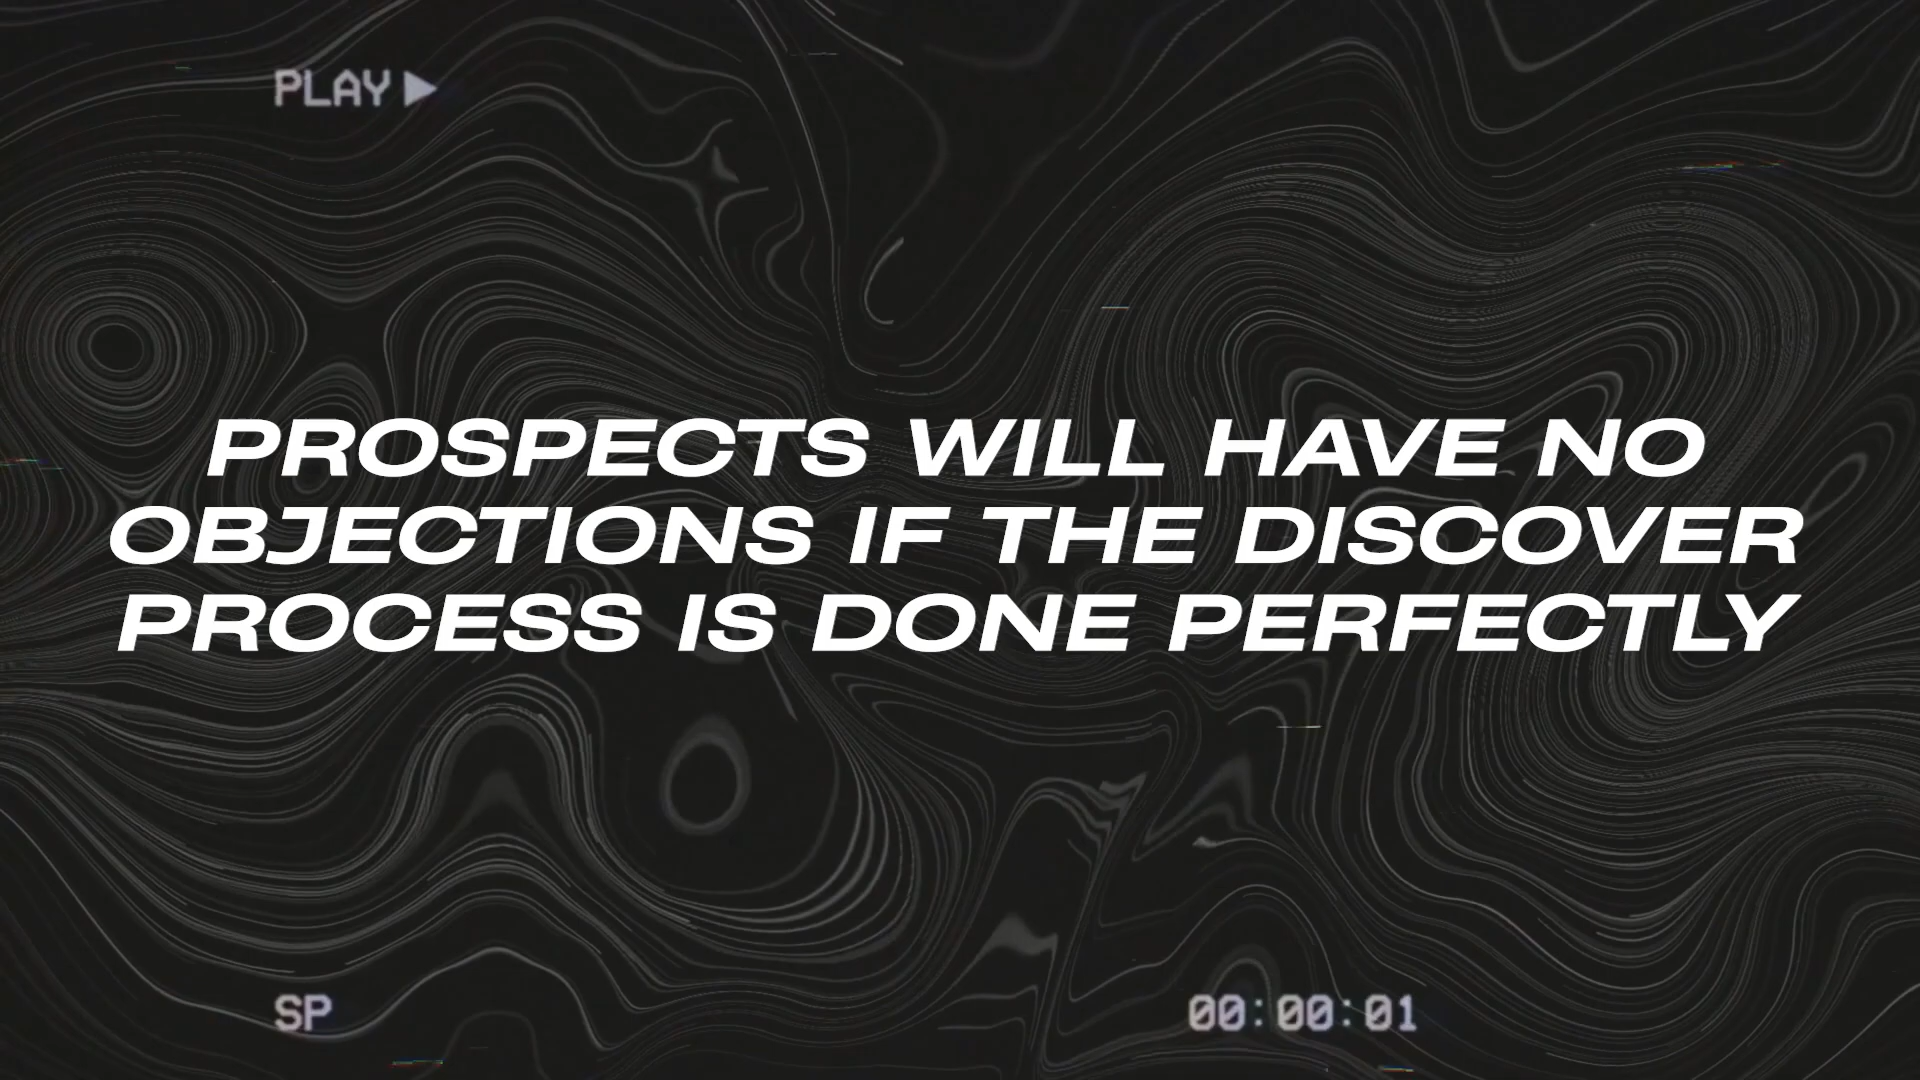 PLAY ▶
PROSPECTS WILL HAVE NO
OBJECTIONS IF THE DISCOVER
PROCESS IS DONE PERFECTLY
SP
00:00:01